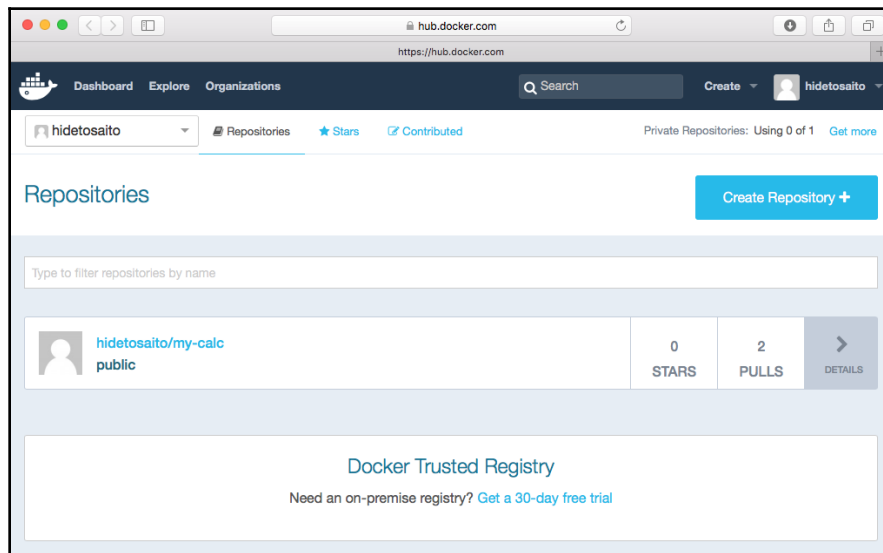 hub.docker.com
https://hub.docker.com
Dashboard Explore Organizations Search Create hidetosaito
hidetosaito Repositories Stars Contributed Private Repositories: Using 0 of 1 Get more
Repositories
Create Repository +
Type to filter repositories by name
hidetosaito/my-calc
public
0
STARS
2
PULLS
DETAILS
Docker Trusted Registry
Need an on-premise registry? Get a 30-day free trial